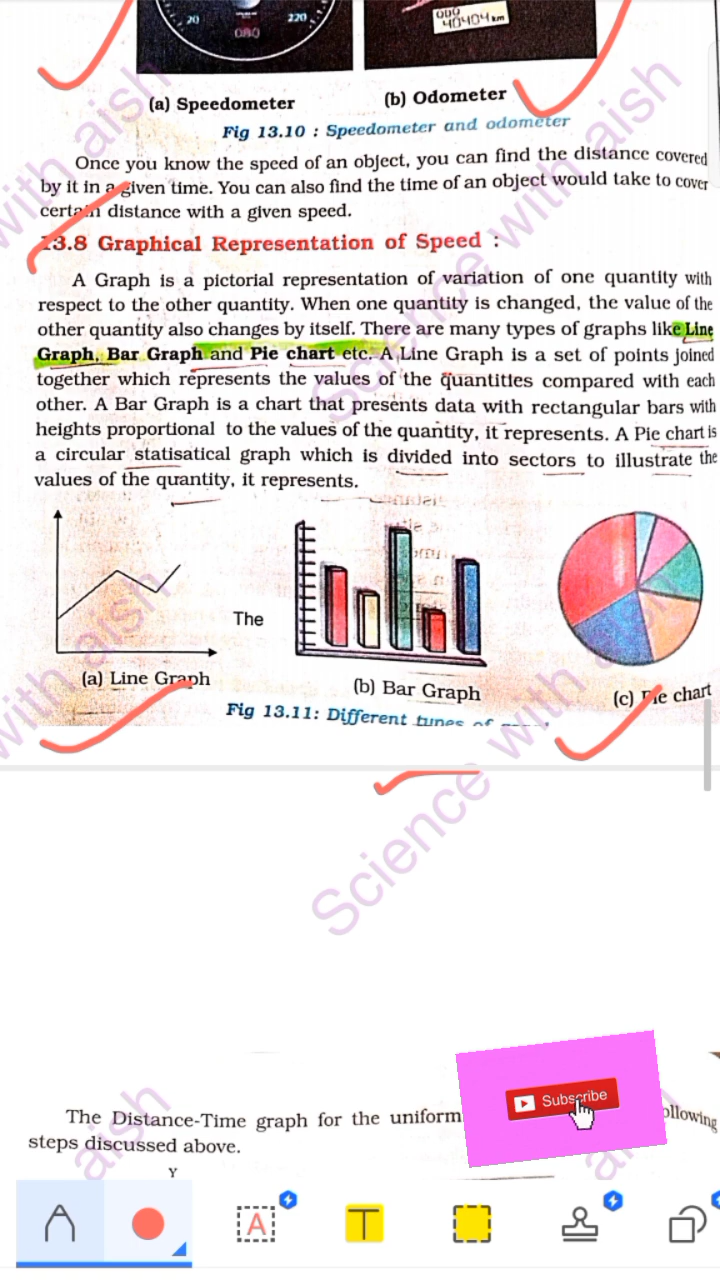 20
220
080
ODO
40404 km
(a) Speedometer
(b) Odometer
Fig 13.10 : Speedometer and odometer
Once you know the speed of an object, you can find the distance covered
by it in a given time. You can also find the time of an object would take to cover
certain distance with a given speed.
13.8 Graphical Representation of Speed :
A Graph is a pictorial representation of variation of one quantity with
respect to the other quantity. When one quantity is changed, the value of the
other quantity also changes by itself. There are many types of graphs like Line
Graph, Bar Graph and Pie chart etc. A Line Graph is a set of points joined
together which represents the values of the quantities compared with each
other. A Bar Graph is a chart that presents data with rectangular bars with
heights proportional to the values of the quantity, it represents. A Pie chart is
a circular statisatical graph which is divided into sectors to illustrate the
values of the quantity, it represents.
The
(a) Line Graph
(b) Bar Graph
(c) Pie chart
Fig 13.11: Different types of
Science with aish
The Distance-Time graph for the uniform
Subscribe
following
steps discussed above.
Y
A
T